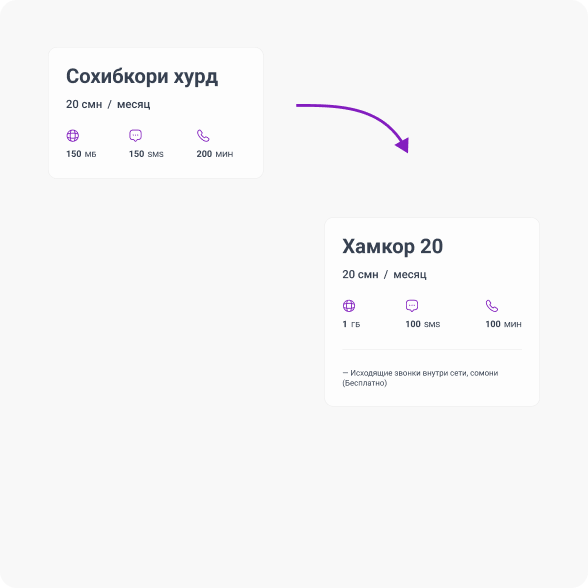 Сохибкори хурд
20 смн / месяц
150 МБ 150 SMS 200 МИН
Хамкор 20
20 смн / месяц
1 ГБ 100 SMS 100 МИН
— Исходящие звонки внутри сети, сомони
(Бесплатно)